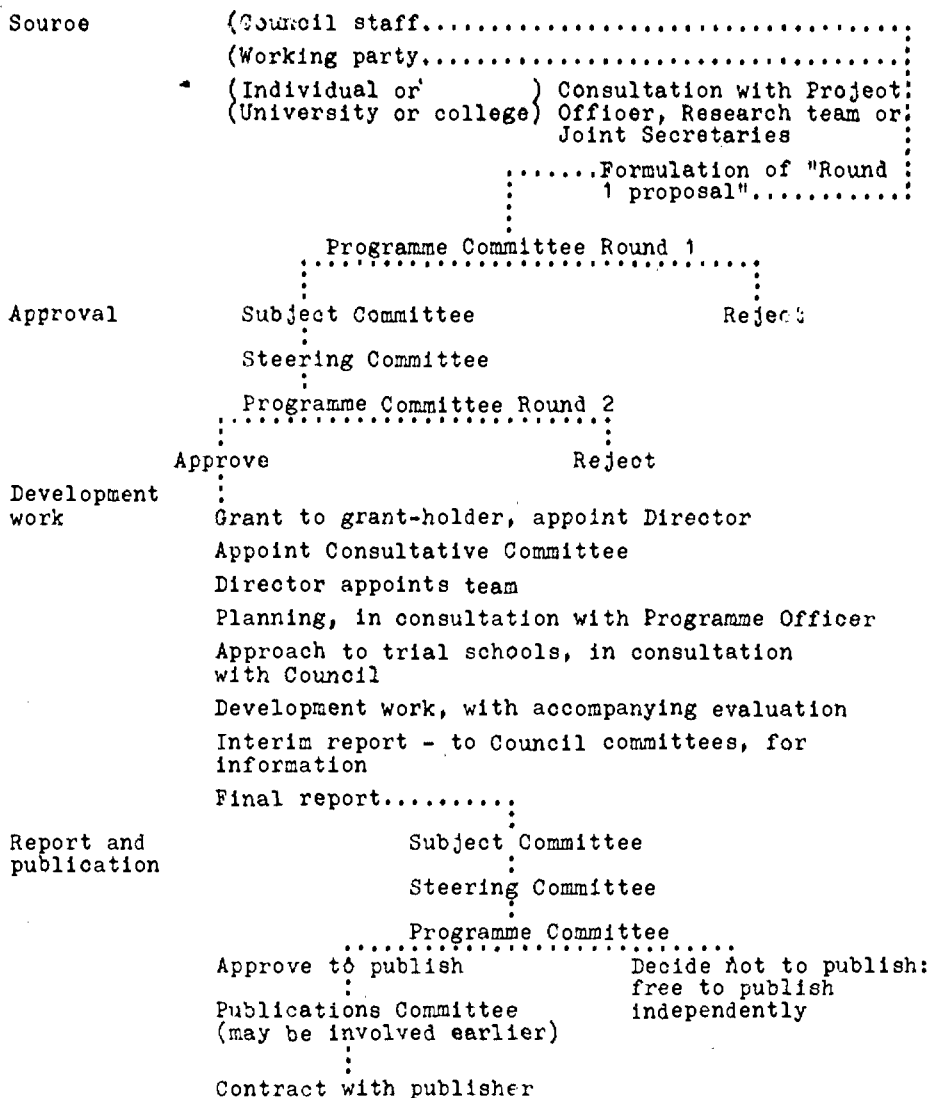 Source (Council staff
(Working party
(Individual or ) Consultation with Project
(University or college) Officer, Research team or
Joint Secretaries
Formulation of "Round
1 proposal"
Programme Committee Round 1
Approval Subject Committee Reject
Steering Committee
Programme Committee Round 2
Approve Reject
Development
work
Grant to grant-holder, appoint Director
Appoint Consultative Committee
Director appoints team
Planning, in consultation with Programme Officer
Approach to trial schools, in consultation
with Council
Development work, with accompanying evaluation
Interim report - to Council committees, for
information
Final report
Report and Subject Committee
publication
Steering Committee
Programme Committee
Approve to publish Decide not to publish:
free to publish
Publications Committee independently
(may be involved earlier)
Contract with publisher